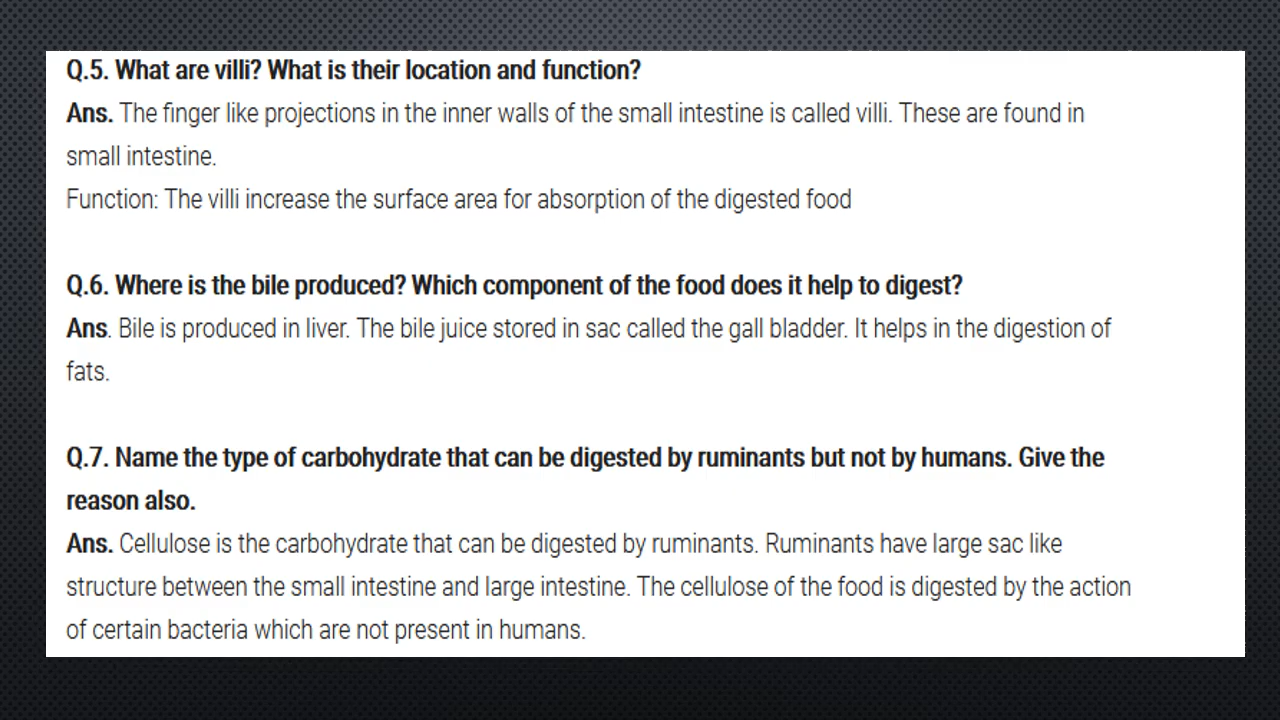 Q.5. What are villi? What is their location and function?
Ans. The finger like projections in the inner walls of the small intestine is called villi. These are found in
small intestine.
Function: The villi increase the surface area for absorption of the digested food
Q.6. Where is the bile produced? Which component of the food does it help to digest?
Ans. Bile is produced in liver. The bile juice stored in sac called the gall bladder. It helps in the digestion of
fats.
Q.7. Name the type of carbohydrate that can be digested by ruminants but not by humans. Give the
reason also.
Ans. Cellulose is the carbohydrate that can be digested by ruminants. Ruminants have large sac like
structure between the small intestine and large intestine. The cellulose of the food is digested by the action
of certain bacteria which are not present in humans.